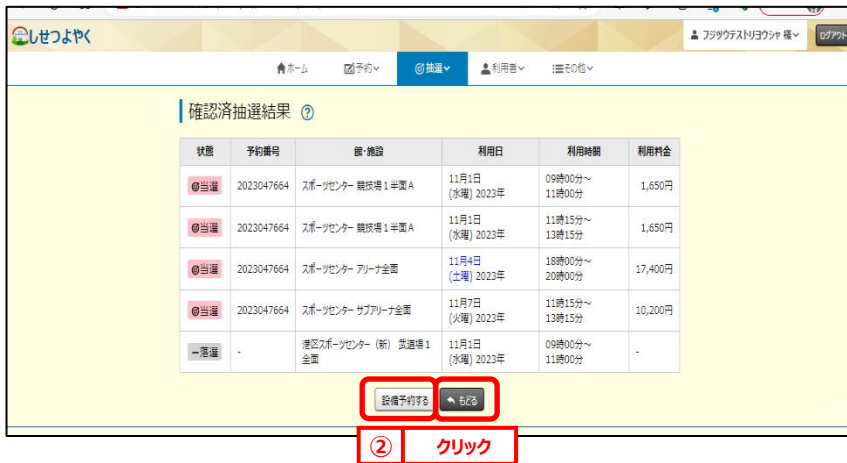 しせつよやく
フジツウテストリヨウシャ 様
ログアウト
ホーム 予約 抽選 利用者 その他
確認済抽選結果 ?
状態 予約番号 館・施設 利用日 利用時間 利用料金
当選 2023047664 スポーツセンター 競技場1半面A 11月1日 (水曜) 2023年 09時00分～ 11時00分 1,650円
当選 2023047664 スポーツセンター 競技場1半面A 11月1日 (水曜) 2023年 11時15分～ 13時15分 1,650円
当選 2023047664 スポーツセンター アリーナ全面 11月4日 (土曜) 2023年 18時00分～ 20時00分 17,400円
当選 2023047664 スポーツセンター サブアリーナ全面 11月7日 (火曜) 2023年 11時15分～ 13時15分 10,200円
落選 - 港区スポーツセンター（新） 武道場1 全面 11月1日 (水曜) 2023年 09時00分～ 11時00分 -
設備予約する もどる
② クリック